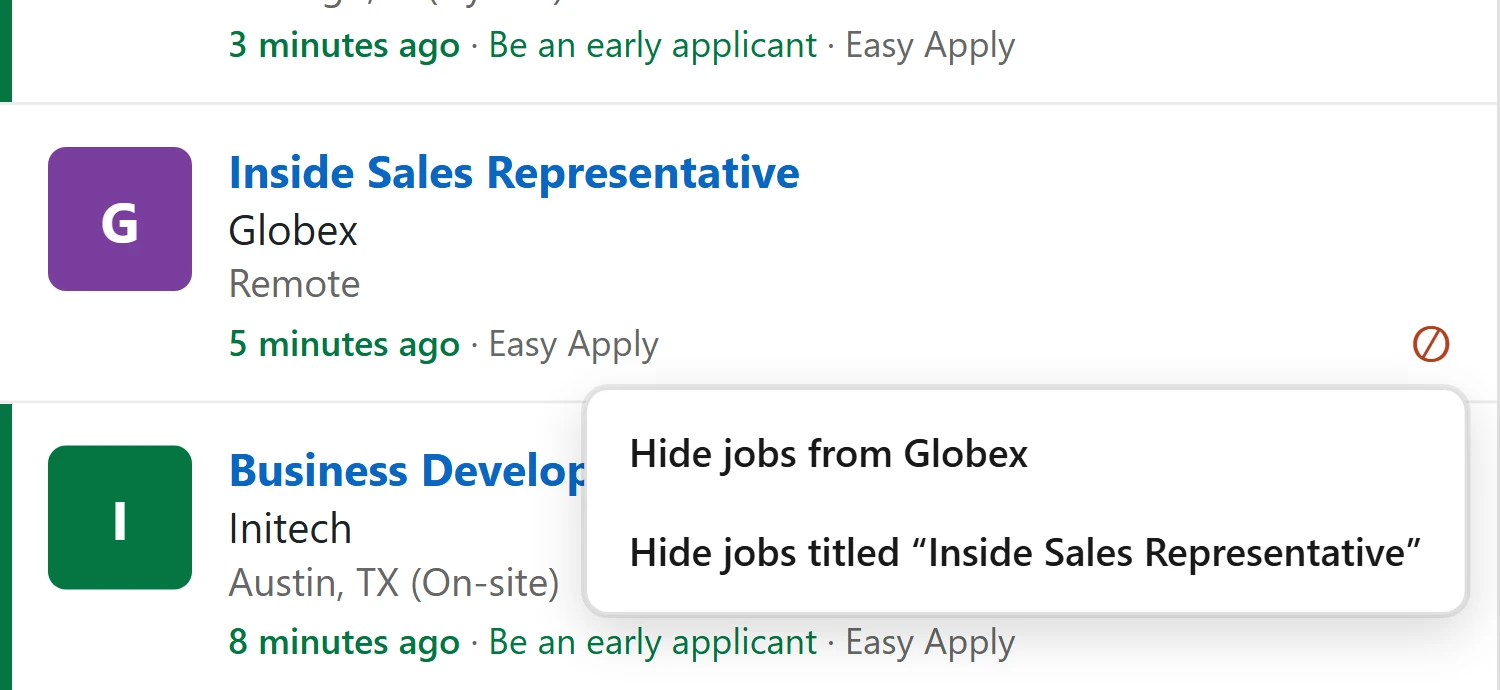 3 minutes ago · Be an early applicant · Easy Apply
G
Inside Sales Representative
Globex
Remote
5 minutes ago · Easy Apply
Hide jobs from Globex
Hide jobs titled “Inside Sales Representative”
I
Business Develop
Initech
Austin, TX (On-site)
8 minutes ago · Be an early applicant · Easy Apply